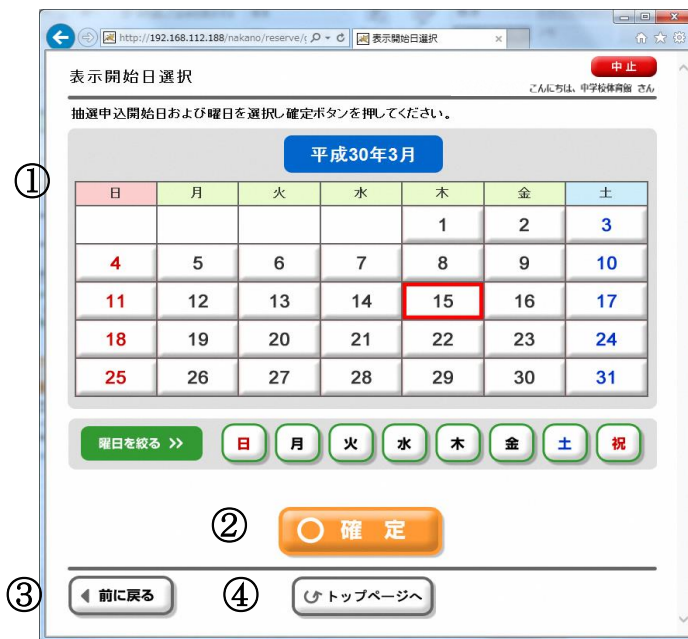 http://192.168.112.188/nakano/reserve/
表示開始日選択
中止
表示開始日選択
こんにちは、中学校体育館 さん
抽選申込開始日および曜日を選択し確定ボタンを押してください。
平成30年3月
①
日 月 火 水 木 金 土
1 2 3
4 5 6 7 8 9 10
11 12 13 14 15 16 17
18 19 20 21 22 23 24
25 26 27 28 29 30 31
曜日を絞る >> 日 月 火 水 木 金 土 祝
② 確定
③ 前に戻る ④ トップページへ